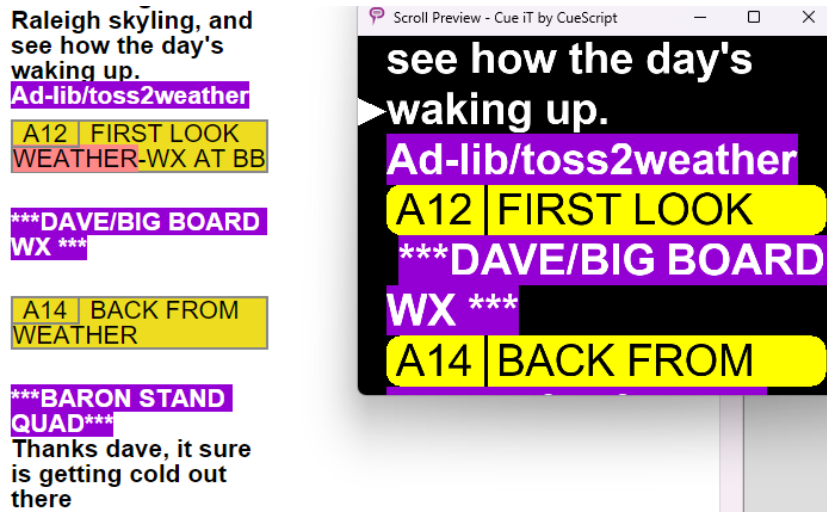 Raleigh skyling, and
see how the day's
waking up.
Ad-lib/toss2weather
A12 FIRST LOOK
WEATHER-WX AT BB
***DAVE/BIG BOARD
WX ***
A14 BACK FROM
WEATHER
***BARON STAND
QUAD***
Thanks dave, it sure
is getting cold out
there
Scroll Preview - Cue iT by CueScript
see how the day's
waking up.
Ad-lib/toss2weather
A12 FIRST LOOK
***DAVE/BIG BOARD
WX ***
A14 BACK FROM